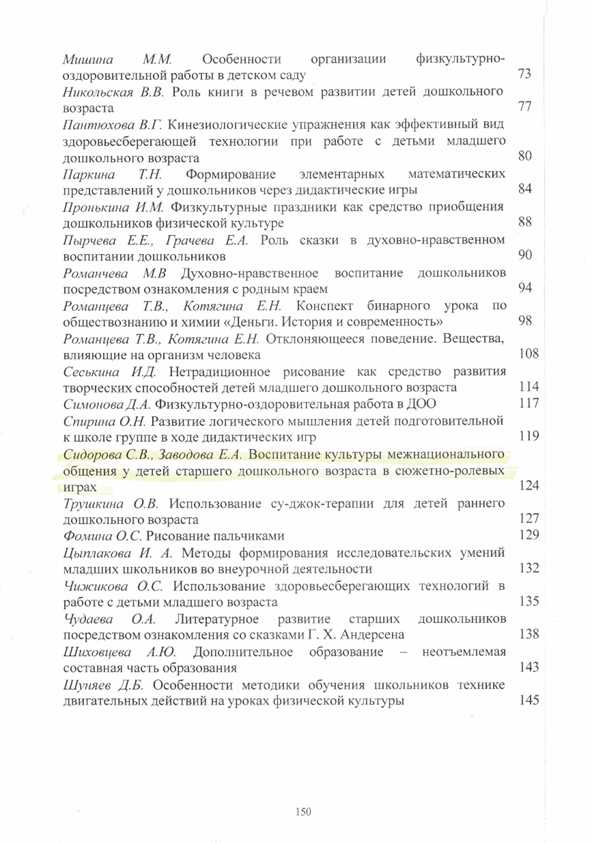 Мишина М.М. Особенности организации физкультурно-
оздоровительной работы в детском саду 73
Никольская В.В. Роль книги в речевом развитии детей дошкольного
возраста 77
Пантюхова В.Г. Кинезиологические упражнения как эффективный вид
здоровьесберегающей технологии при работе с детьми младшего
дошкольного возраста 80
Паркина Т.Н. Формирование элементарных математических
представлений у дошкольников через дидактические игры 84
Пронькина И.М. Физкультурные праздники как средство приобщения
дошкольников физической культуре 88
Пырчева Е.Е., Грачева Е.А. Роль сказки в духовно-нравственном
воспитании дошкольников 90
Романчева М.В Духовно-нравственное воспитание дошкольников
посредством ознакомления с родным краем 94
Романцева Т.В., Котягина Е.Н. Конспект бинарного урока по
обществознанию и химии «Деньги. История и современность» 98
Романцева Т.В., Котягина Е.Н. Отклоняющееся поведение. Вещества,
влияющие на организм человека 108
Сеськина И.Д. Нетрадиционное рисование как средство развития
творческих способностей детей младшего дошкольного возраста 114
Симонова Д.А. Физкультурно-оздоровительная работа в ДОО 117
Спирина О.Н. Развитие логического мышления детей подготовительной
к школе группе в ходе дидактических игр 119
Сидорова С.В., Заводова Е.А. Воспитание культуры межнационального
общения у детей старшего дошкольного возраста в сюжетно-ролевых
играх 124
Трушкина О.В. Использование су-джок-терапии для детей раннего
дошкольного возраста 127
Фомина О.С. Рисование пальчиками 129
Цыплакова И. А. Методы формирования исследовательских умений
младших школьников во внеурочной деятельности 132
Чижикова О.С. Использование здоровьесберегающих технологий в
работе с детьми младшего возраста 135
Чудаева О.А. Литературное развитие старших дошкольников
посредством ознакомления со сказками Г. Х. Андерсена 138
Шиховцева А.Ю. Дополнительное образование – неотъемлемая
составная часть образования 143
Шуняев Д.Б. Особенности методики обучения школьников технике
двигательных действий на уроках физической культуры 145
150